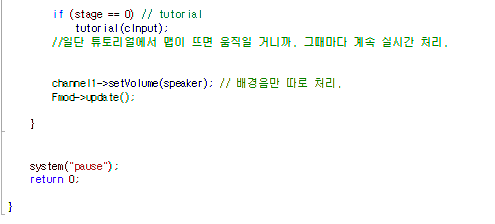 if (stage == 0) // tutorial
tutorial(cInput);
//일단 튜토리얼에서 맵이 뜨면 움직일 거니까, 그때마다 계속 실시간 처리.
channel1->setVolume(speaker); // 배경음만 따로 처리.
Fmod->update();
}
system("pause");
return 0;
}